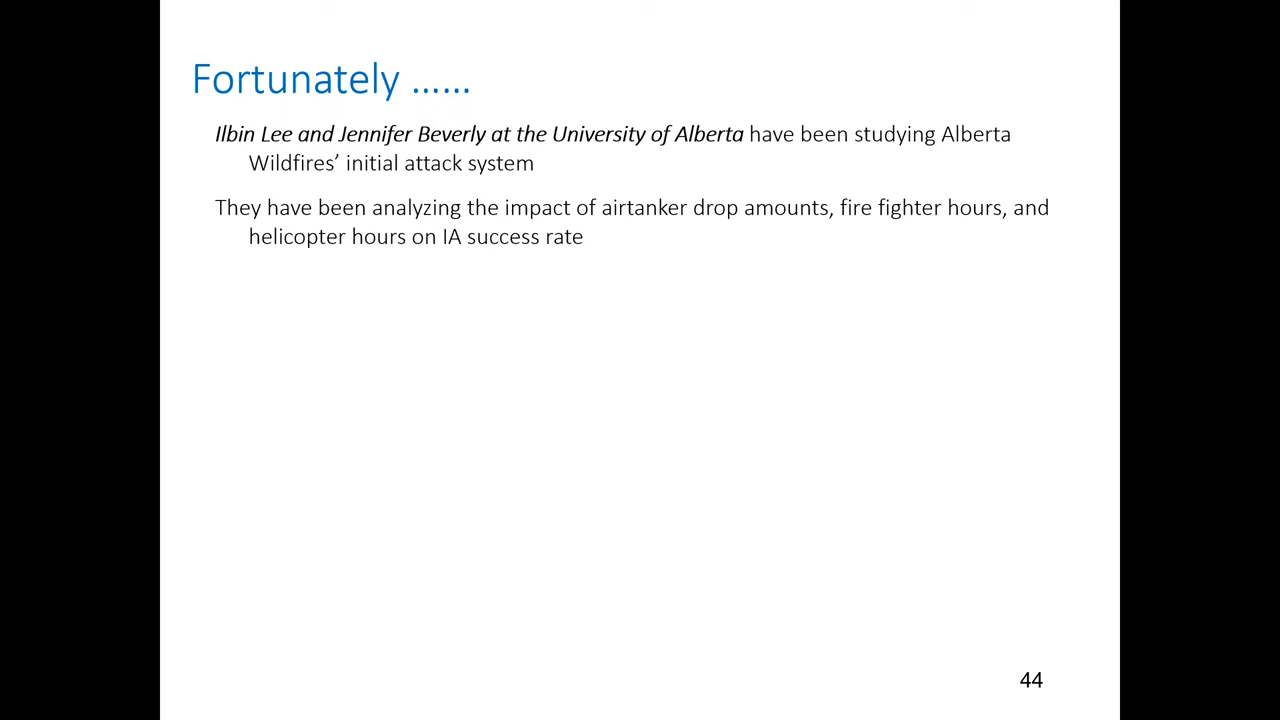 Fortunately ......
Ilbin Lee and Jennifer Beverly at the University of Alberta have been studying Alberta
Wildfires’ initial attack system
They have been analyzing the impact of airtanker drop amounts, fire fighter hours, and
helicopter hours on IA success rate
44